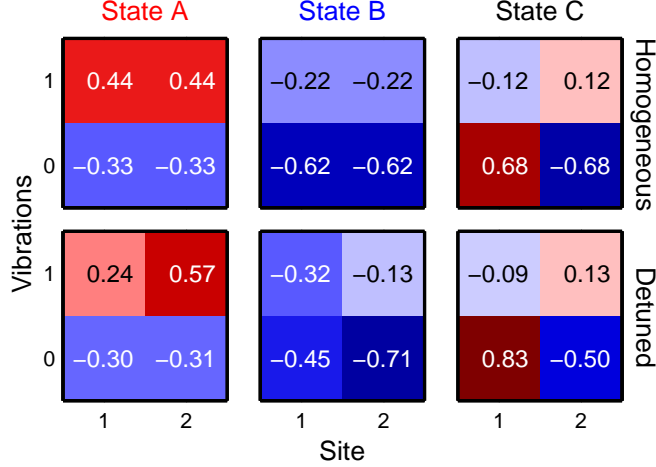 State A State B State C
1 0.44 0.44 −0.22 −0.22 −0.12 0.12
0 −0.33 −0.33 −0.62 −0.62 0.68 −0.68
Homogeneous
1 0.24 0.57 −0.32 −0.13 −0.09 0.13
0 −0.30 −0.31 −0.45 −0.71 0.83 −0.50
Detuned
Vibrations
1 2 1 2 1 2
Site